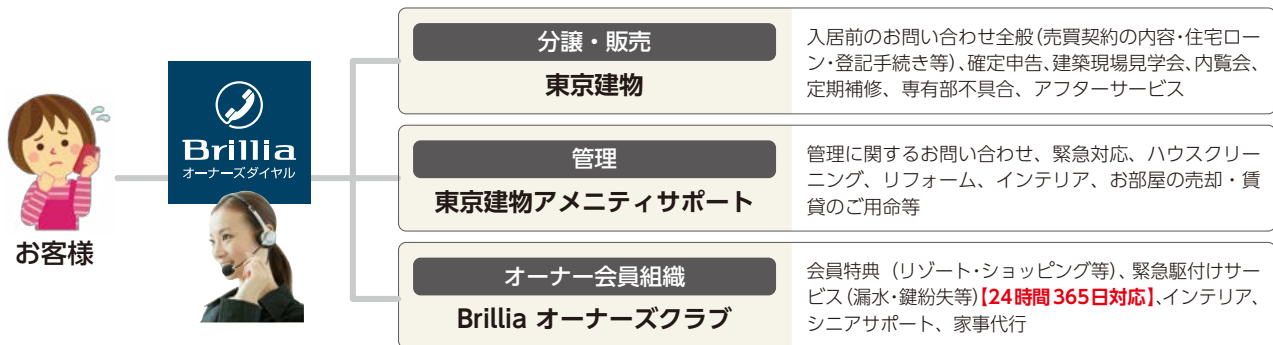 お客様
Brillia
オーナーズダイヤル
分譲・販売
東京建物
入居前のお問い合わせ全般(売買契約の内容・住宅ロー
ン・登記手続き等)、確定申告、建築現場見学会、内覧会、
定期補修、専有部不具合、アフターサービス
管理
東京建物アメニティサポート
管理に関するお問い合わせ、緊急対応、ハウスクリー
ニング、リフォーム、インテリア、お部屋の売却・賃
貸のご用命等
オーナー会員組織
Brillia オーナーズクラブ
会員特典(リゾート・ショッピング等)、緊急駆付けサー
ビス(漏水・鍵紛失等)【24時間365日対応】、インテリア、
シニアサポート、家事代行